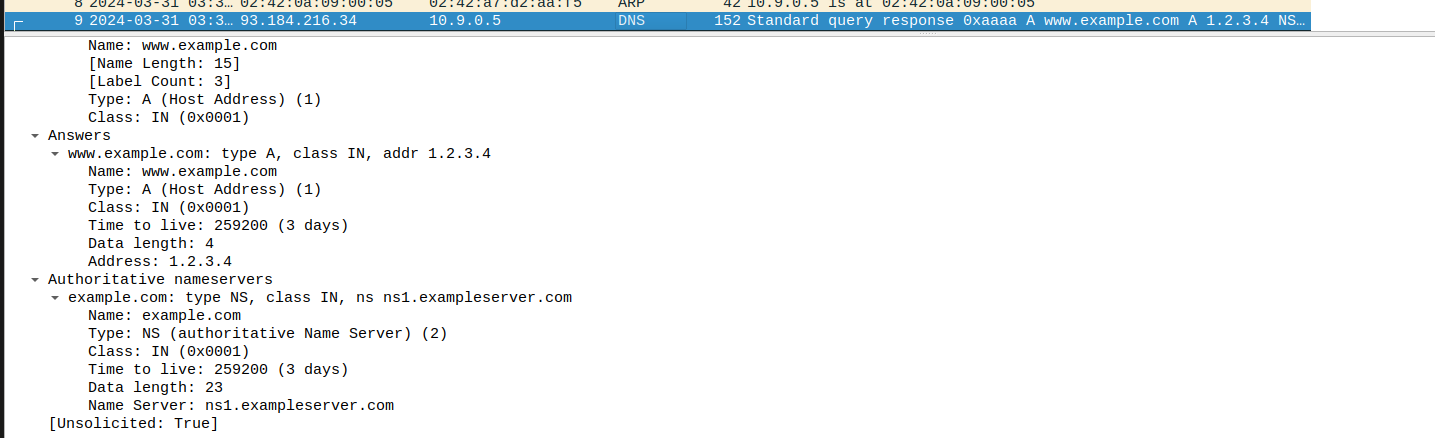 8 2024-03-31 03:3… 02:42:0a:09:00:05 02:42:a7:d2:aa:f5 ARP 42 10.9.0.5 is at 02:42:0a:09:00:05
9 2024-03-31 03:3… 93.184.216.34 10.9.0.5 DNS 152 Standard query response 0xaaaa A www.example.com A 1.2.3.4 NS…
Name: www.example.com
[Name Length: 15]
[Label Count: 3]
Type: A (Host Address) (1)
Class: IN (0x0001)
Answers
www.example.com: type A, class IN, addr 1.2.3.4
Name: www.example.com
Type: A (Host Address) (1)
Class: IN (0x0001)
Time to live: 259200 (3 days)
Data length: 4
Address: 1.2.3.4
Authoritative nameservers
example.com: type NS, class IN, ns ns1.exampleserver.com
Name: example.com
Type: NS (authoritative Name Server) (2)
Class: IN (0x0001)
Time to live: 259200 (3 days)
Data length: 23
Name Server: ns1.exampleserver.com
[Unsolicited: True]